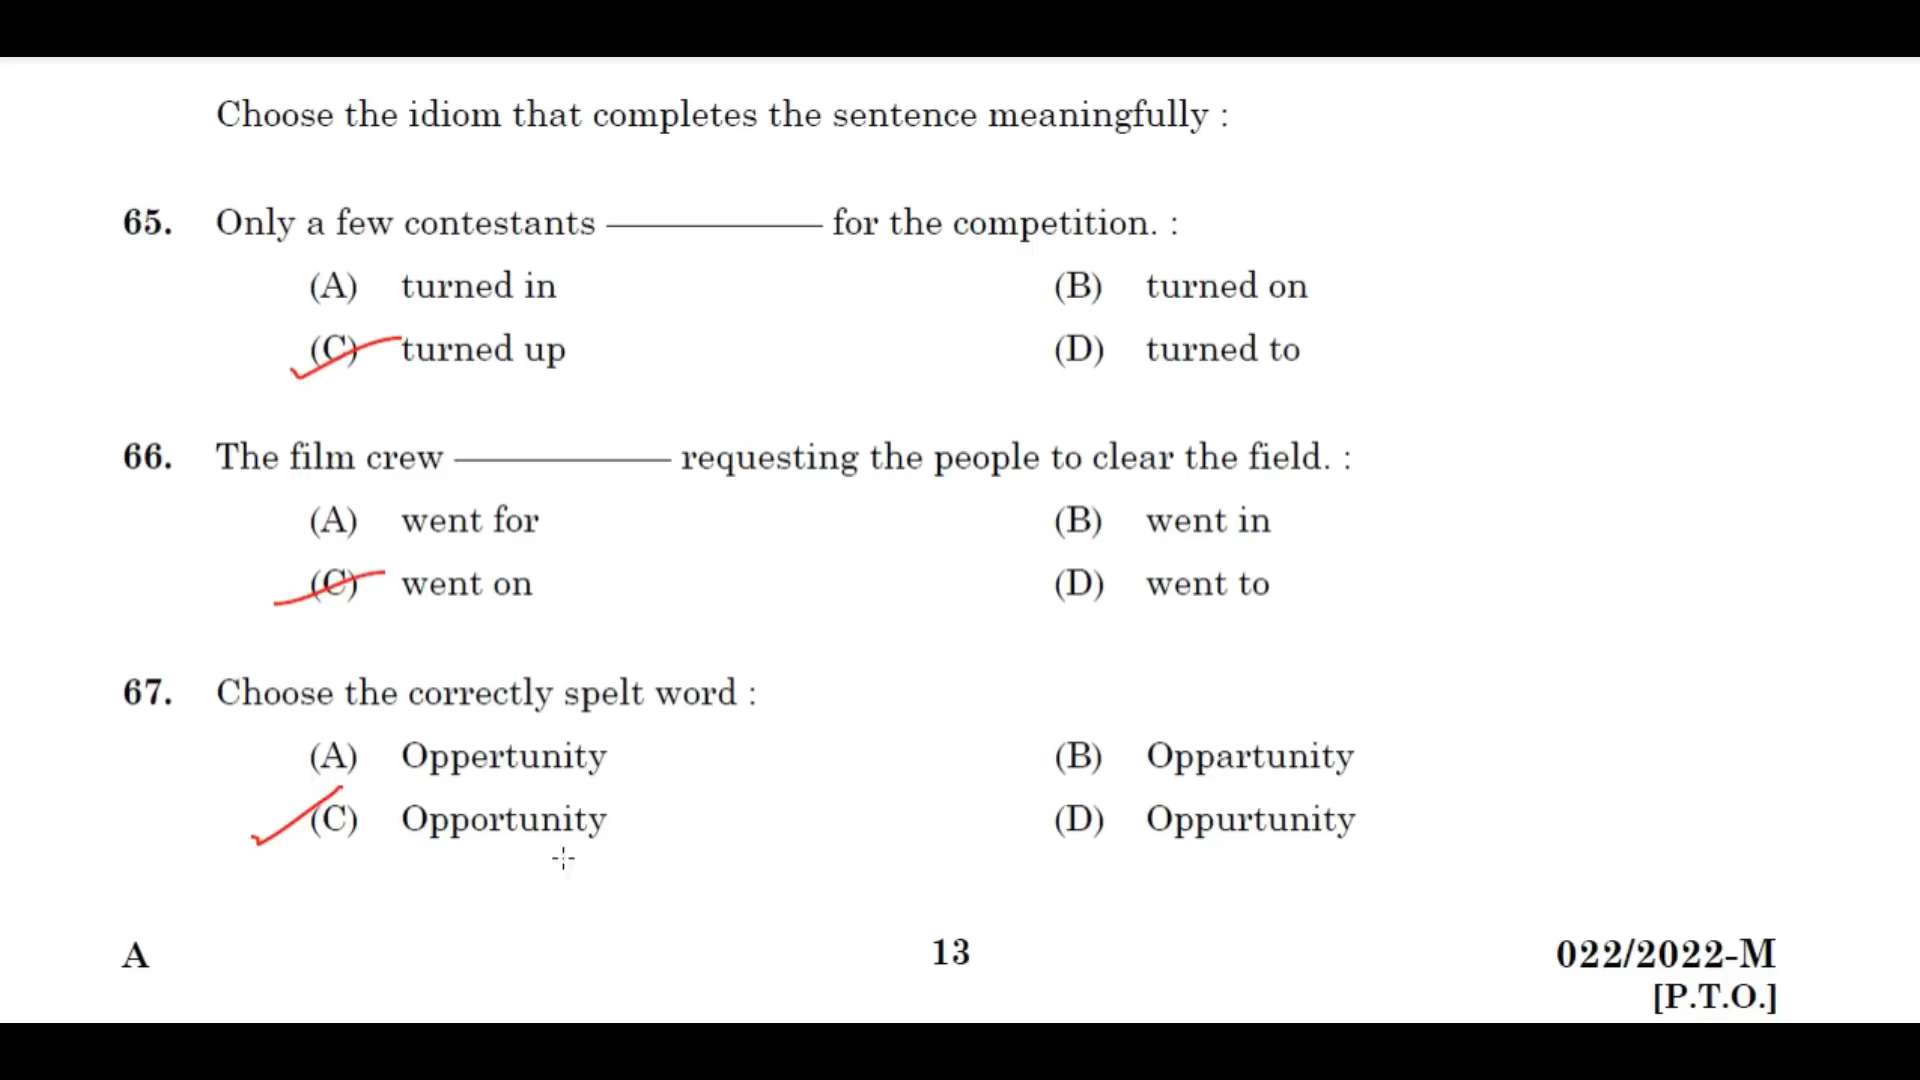 Choose the idiom that completes the sentence meaningfully :
65. Only a few contestants ———— for the competition. :
(A) turned in (B) turned on
(C) turned up (D) turned to
66. The film crew ———— requesting the people to clear the field. :
(A) went for (B) went in
(C) went on (D) went to
67. Choose the correctly spelt word :
(A) Oppertunity (B) Oppartunity
(C) Opportunity (D) Oppurtunity
A 13 022/2022-M
[P.T.O.]